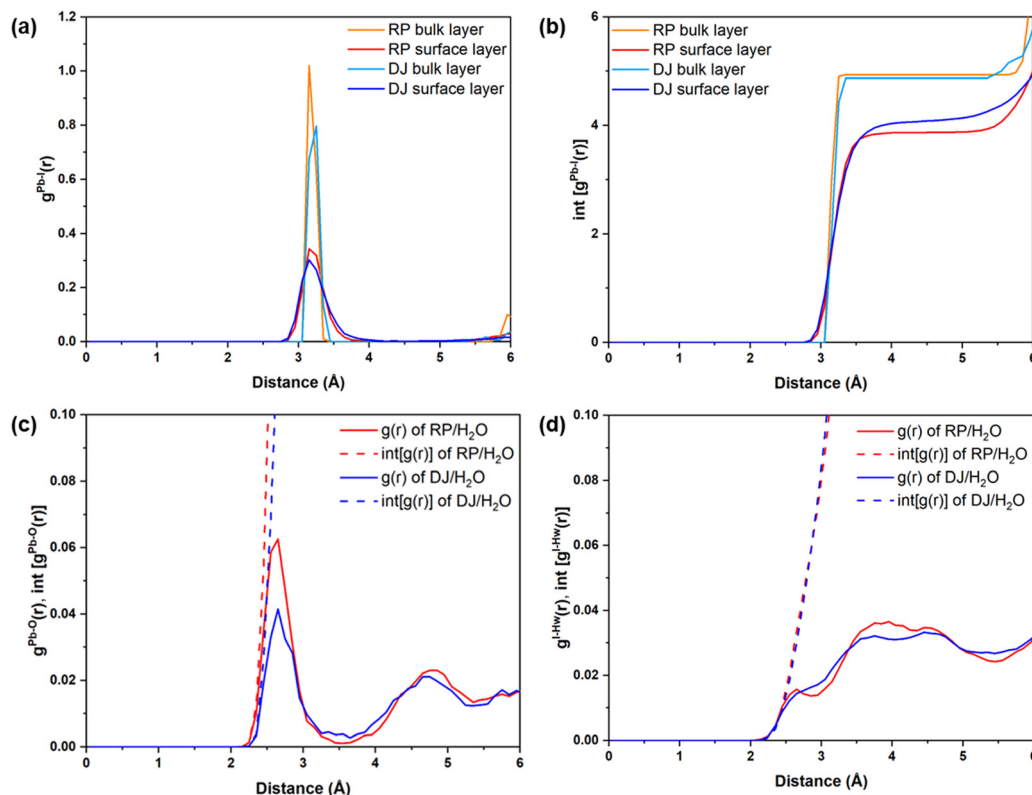 (a)
RP bulk layer
RP surface layer
DJ bulk layer
DJ surface layer
g^Pb-I(r)
1.2
1.0
0.8
0.6
0.4
0.2
0.0
0 1 2 3 4 5 6
Distance (Å)
(b)
RP bulk layer
RP surface layer
DJ bulk layer
DJ surface layer
int [g^Pb-I(r)]
6
4
2
0
0 1 2 3 4 5 6
Distance (Å)
(c)
g(r) of RP/H₂O
int[g(r)] of RP/H₂O
g(r) of DJ/H₂O
int[g(r)] of DJ/H₂O
g^Pb-O(r), int [g^Pb-O(r)]
0.10
0.08
0.06
0.04
0.02
0.00
0 1 2 3 4 5 6
Distance (Å)
(d)
g(r) of RP/H₂O
int[g(r)] of RP/H₂O
g(r) of DJ/H₂O
int[g(r)] of DJ/H₂O
g^I-Hw(r), int [g^I-Hw(r)]
0.10
0.08
0.06
0.04
0.02
0.00
0 1 2 3 4 5 6
Distance (Å)